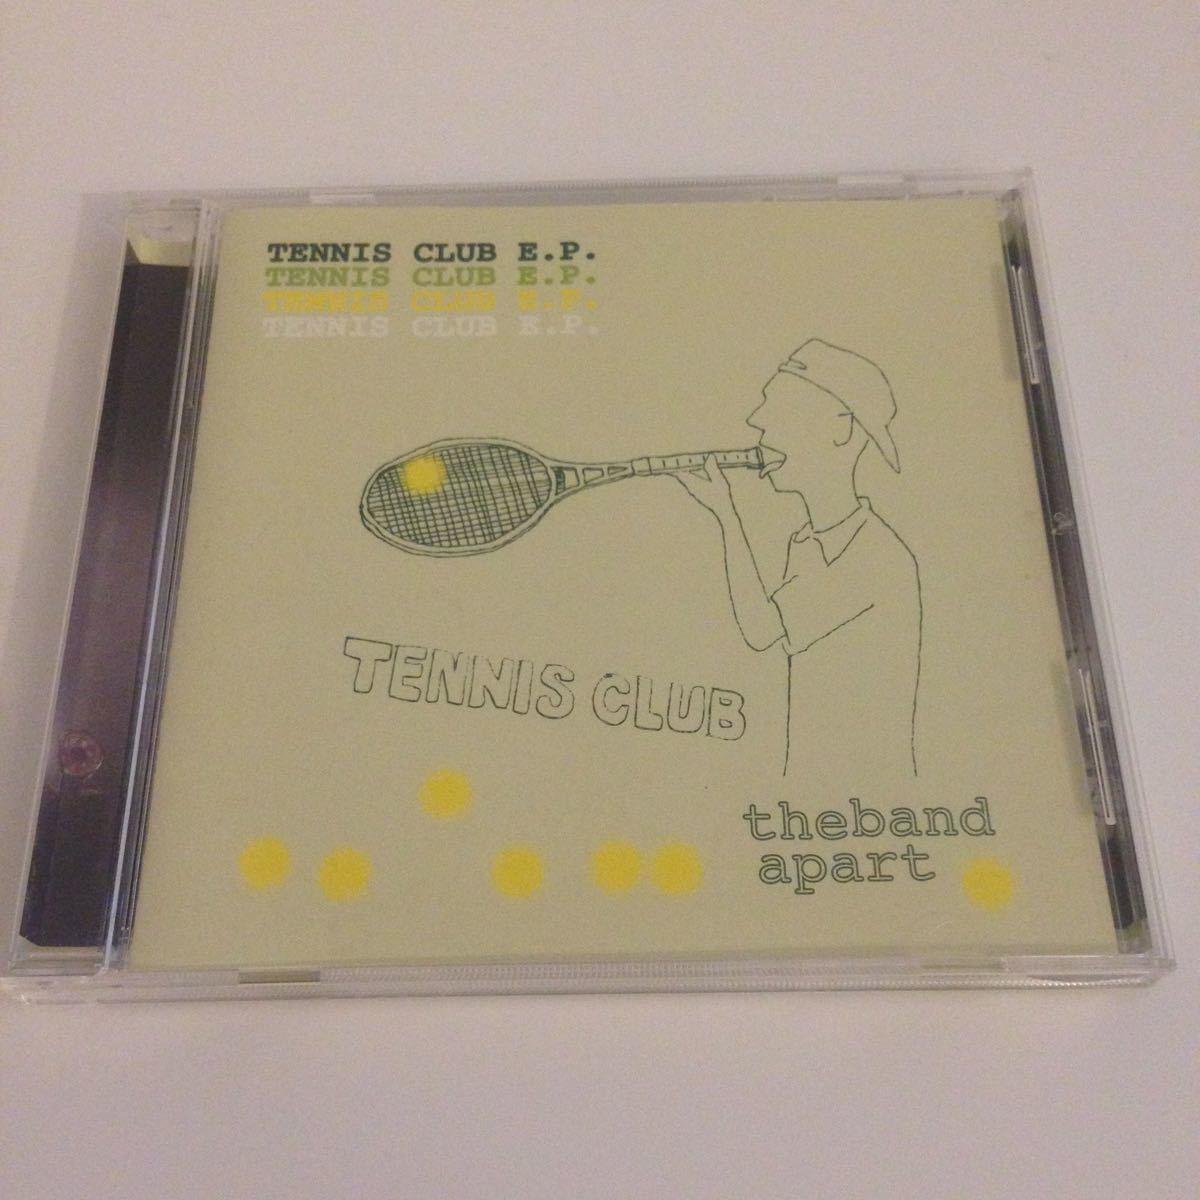 TENNIS CLUB E.P.
TENNIS CLUB E.P.
TENNIS CLUB E.P.
TENNIS CLUB E.P.
TENNIS CLUB
theband
apart